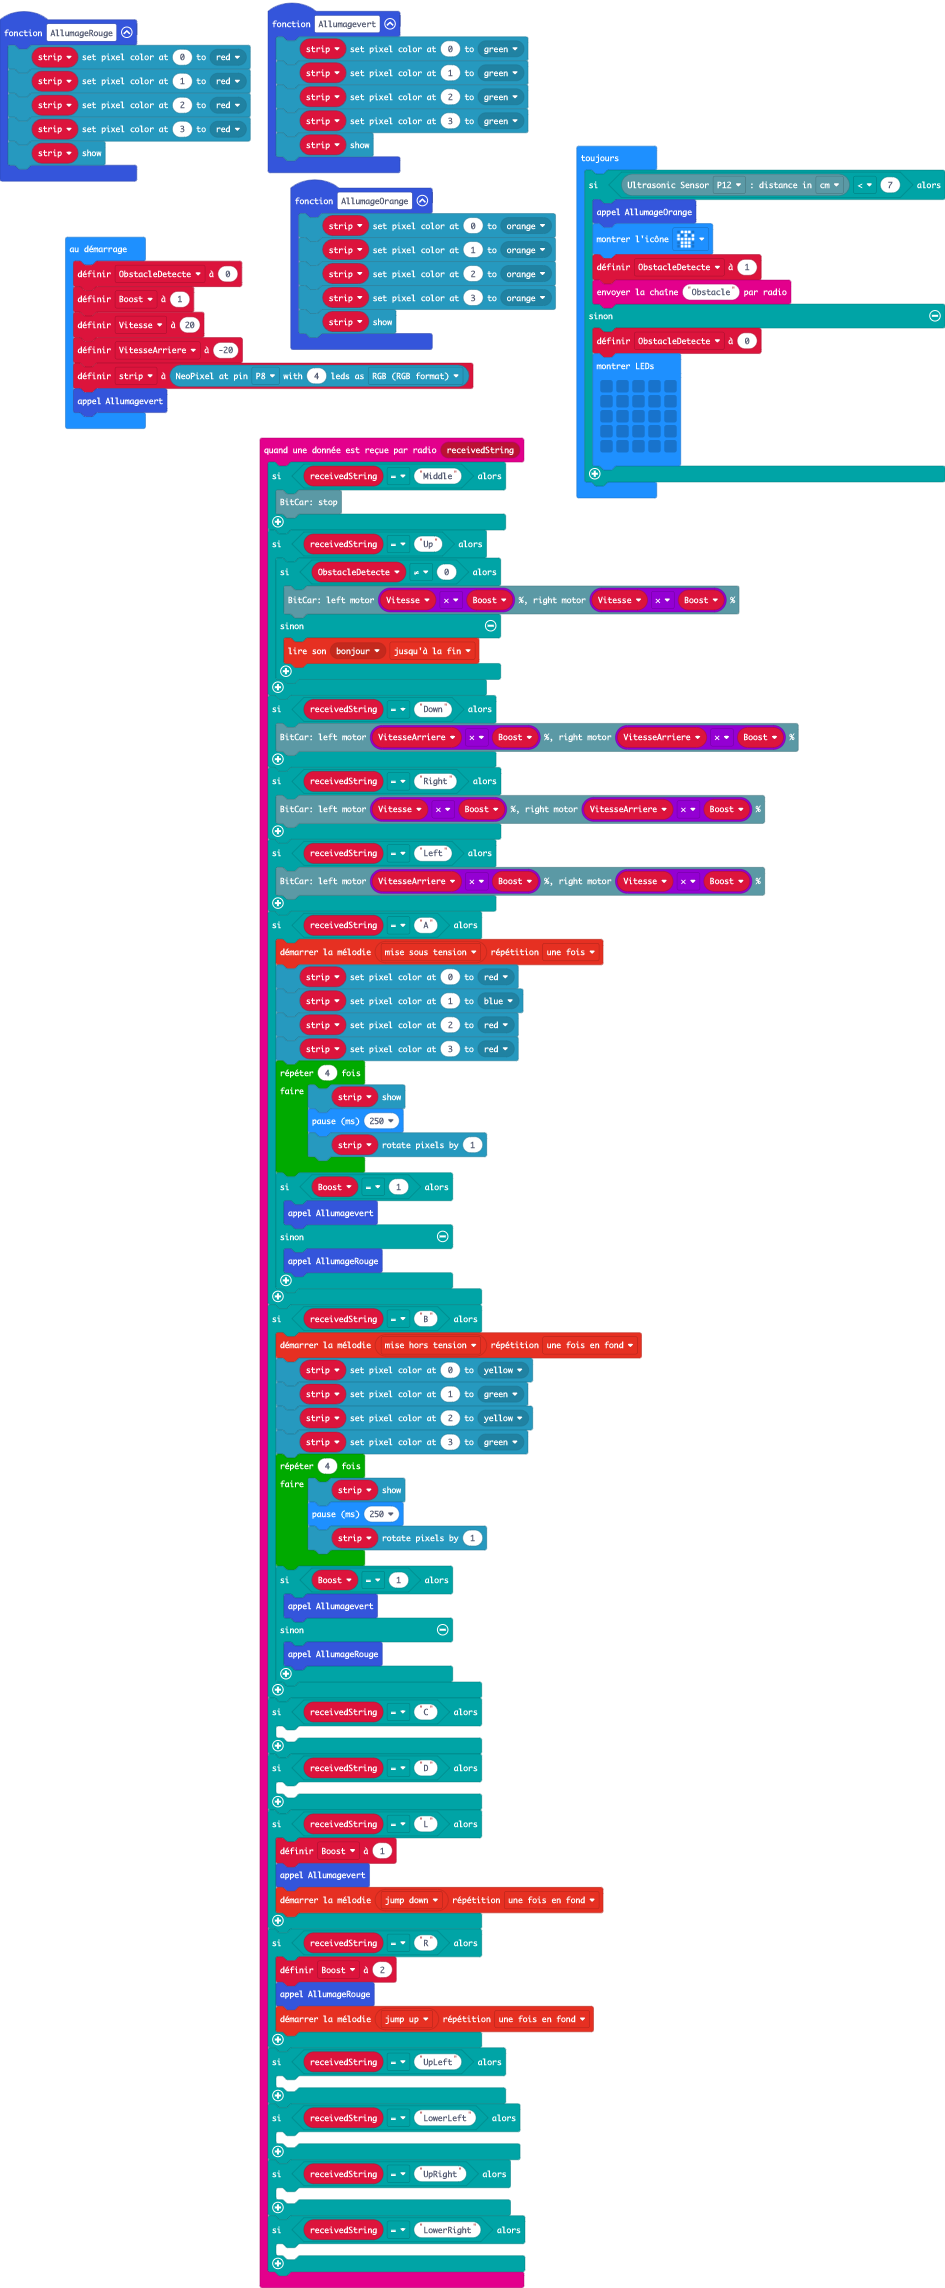 fonction AllumageRouge
strip set pixel color at 0 to red
strip set pixel color at 1 to red
strip set pixel color at 2 to red
strip set pixel color at 3 to red
strip show
fonction Allumagevert
strip set pixel color at 0 to green
strip set pixel color at 1 to green
strip set pixel color at 2 to green
strip set pixel color at 3 to green
strip show
fonction AllumageOrange
strip set pixel color at 0 to orange
strip set pixel color at 1 to orange
strip set pixel color at 2 to orange
strip set pixel color at 3 to orange
strip show
toujours
si Ultrasonic Sensor P12 : distance in cm < 7 alors
appel AllumageOrange
montrer l'icône
définir ObstacleDetecte à 1
envoyer la chaîne "Obstacle" par radio
sinon
définir ObstacleDetecte à 0
montrer LEDs
au démarrage
définir ObstacleDetecte à 0
définir Boost à 1
définir Vitesse à 20
définir VitesseArriere à -20
définir strip à NeoPixel at pin P8 with 4 leds as RGB (RGB format)
appel Allumagevert
quand une donnée est reçue par radio receivedString
si receivedString = "Middle" alors
BitCar: stop
si receivedString = "Up" alors
si ObstacleDetecte ≠ 0 alors
BitCar: left motor Vitesse × Boost %, right motor Vitesse × Boost %
sinon
lire son bonjour jusqu'à la fin
si receivedString = "Down" alors
BitCar: left motor VitesseArriere × Boost %, right motor VitesseArriere × Boost %
si receivedString = "Right" alors
BitCar: left motor Vitesse × Boost %, right motor VitesseArriere × Boost %
si receivedString = "Left" alors
BitCar: left motor VitesseArriere × Boost %, right motor Vitesse × Boost %
si receivedString = "A" alors
démarrer la mélodie mise sous tension répétition une fois
strip set pixel color at 0 to red
strip set pixel color at 1 to blue
strip set pixel color at 2 to red
strip set pixel color at 3 to red
répéter 4 fois
faire strip show
pause (ms) 250
strip rotate pixels by 1
si Boost = 1 alors
appel Allumagevert
sinon
appel AllumageRouge
si receivedString = "B" alors
démarrer la mélodie mise hors tension répétition une fois en fond
strip set pixel color at 0 to yellow
strip set pixel color at 1 to green
strip set pixel color at 2 to yellow
strip set pixel color at 3 to green
répéter 4 fois
faire strip show
pause (ms) 250
strip rotate pixels by 1
si Boost = 1 alors
appel Allumagevert
sinon
appel AllumageRouge
si receivedString = "C" alors
si receivedString = "D" alors
si receivedString = "L" alors
définir Boost à 1
appel Allumagevert
démarrer la mélodie jump down répétition une fois en fond
si receivedString = "R" alors
définir Boost à 2
appel AllumageRouge
démarrer la mélodie jump up répétition une fois en fond
si receivedString = "UpLeft" alors
si receivedString = "LowerLeft" alors
si receivedString = "UpRight" alors
si receivedString = "LowerRight" alors